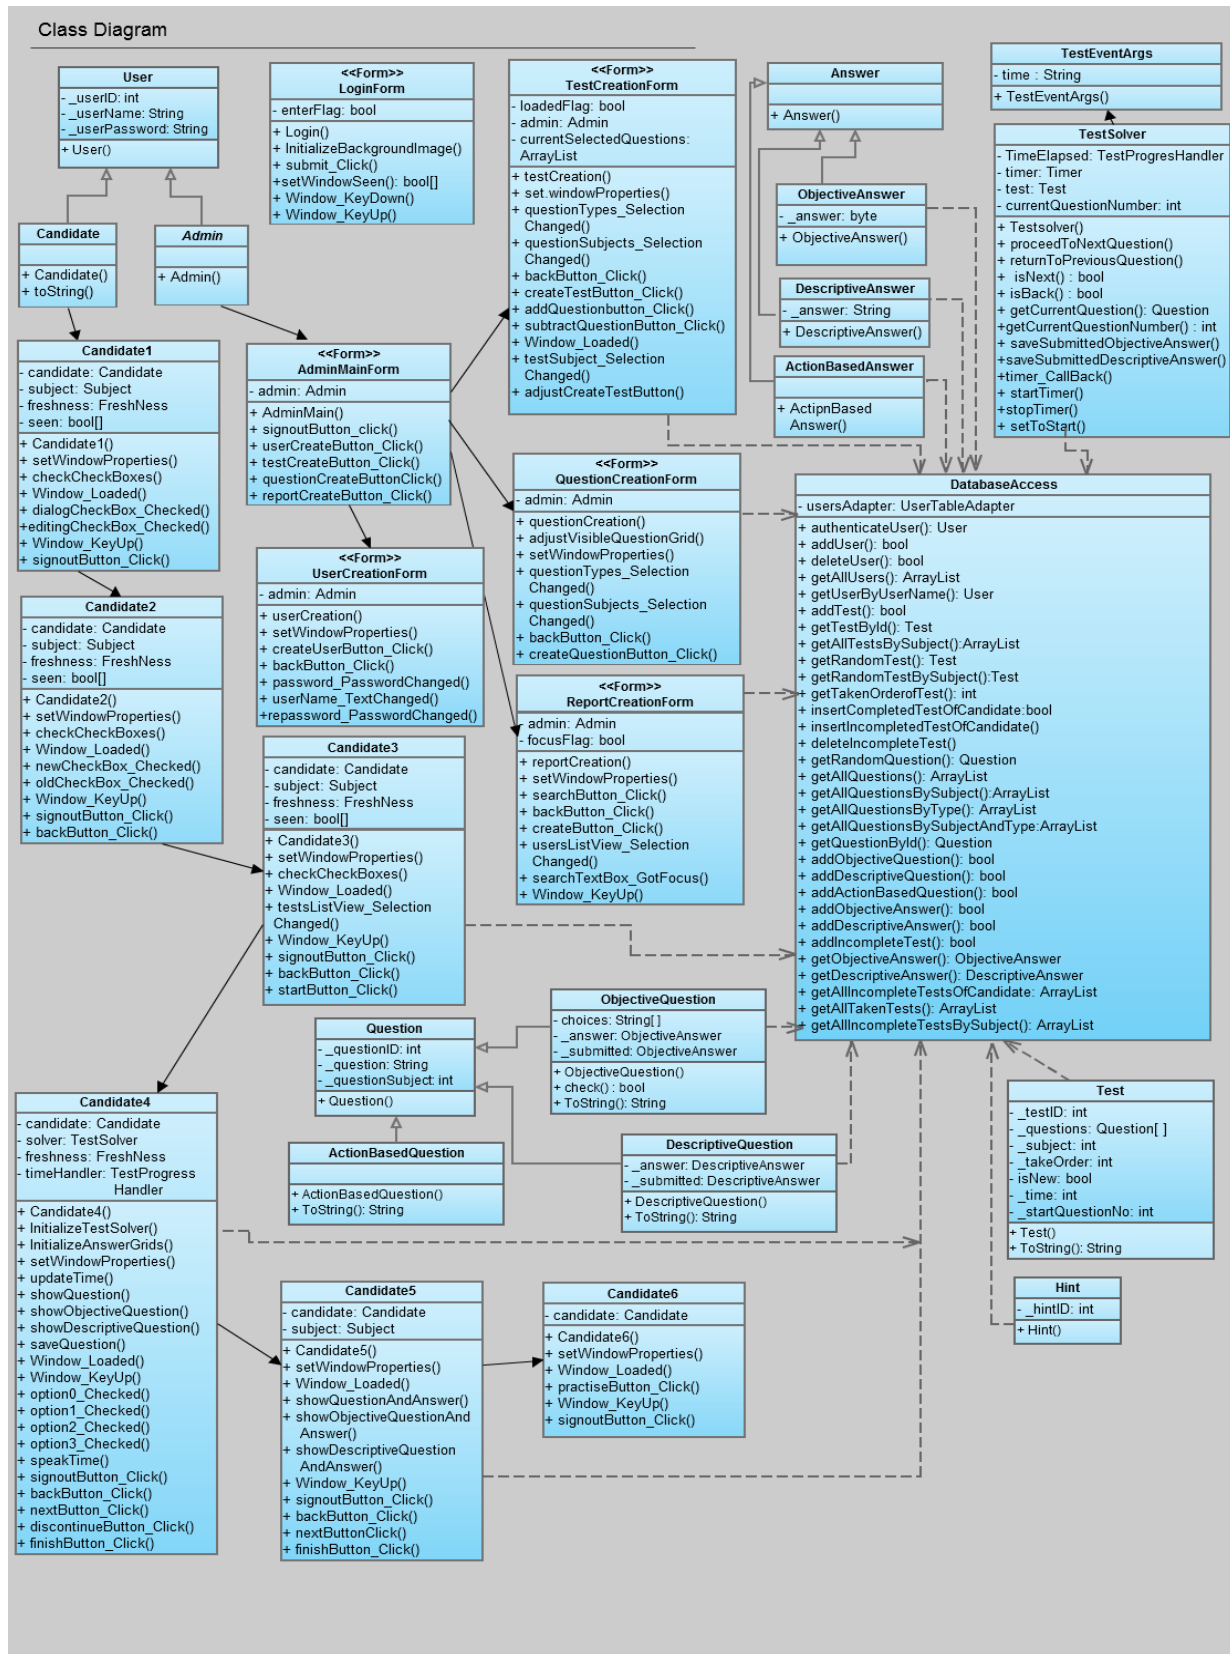 Class Diagram
User
- _userID: int
- _userName: String
- _userPassword: String
+ User()
<<Form>>
LoginForm
- enterFlag: bool
+ Login()
+ InitializeBackgroundImage()
+ submit_Click()
+setWindowSeen(): bool[]
+ Window_KeyDown()
+ Window_KeyUp()
<<Form>>
TestCreationForm
- loadedFlag: bool
- admin: Admin
- currentSelectedQuestions:
ArrayList
+ testCreation()
+ set.windowProperties()
+ questionTypes_Selection
Changed()
+ questionSubjects_Selection
Changed()
+ backButton_Click()
+ createTestButton_Click()
+ addQuestionbutton_Click()
+ subtractQuestionButton_Click()
+ Window_Loaded()
+ testSubject_Selection
Changed()
+ adjustCreateTestButton()
Answer
+ Answer()
TestEventArgs
- time : String
+ TestEventArgs()
TestSolver
- TimeElapsed: TestProgresHandler
- timer: Timer
- test: Test
- currentQuestionNumber: int
+ Testsolver()
+ proceedToNextQuestion()
+ returnToPreviousQuestion()
+ isNext() : bool
+ isBack() : bool
+ getCurrentQuestion(): Question
+getCurrentQuestionNumber() : int
+ saveSubmittedObjectiveAnswer()
+saveSubmittedDescriptiveAnswer()
+timer_CallBack()
+ startTimer()
+stopTimer()
+ setToStart()
ObjectiveAnswer
- _answer: byte
+ ObjectiveAnswer()
DescriptiveAnswer
- _answer: String
+ DescriptiveAnswer()
ActionBasedAnswer
+ ActipnBased
Answer()
Candidate
+ Candidate()
+ toString()
Admin
+ Admin()
Candidate1
- candidate: Candidate
- subject: Subject
- freshness: FreshNess
- seen: bool[]
+ Candidate1()
+ setWindowProperties()
+ checkCheckBoxes()
+ Window_Loaded()
+ dialogCheckBox_Checked()
+editingCheckBox_Checked()
+ Window_KeyUp()
+ signoutButton_Click()
<<Form>>
AdminMainForm
- admin: Admin
+ AdminMain()
+ signoutButton_click()
+ userCreateButton_Click()
+ testCreateButton_Click()
+ questionCreateButtonClick()
+ reportCreateButton_Click()
<<Form>>
QuestionCreationForm
- admin: Admin
+ questionCreation()
+ adjustVisibleQuestionGrid()
+ setWindowProperties()
+ questionTypes_Selection
Changed()
+ questionSubjects_Selection
Changed()
+ backButton_Click()
+ createQuestionButton_Click()
DatabaseAccess
- usersAdapter: UserTableAdapter
+ authenticateUser(): User
+ addUser(): bool
+ deleteUser(): bool
+ getAllUsers(): ArrayList
+ getUserByUserName(): User
+ addTest(): bool
+ getTestById(): Test
+ getAllTestsBySubject():ArrayList
+ getRandomTest(): Test
+ getRandomTestBySubject():Test
+ getTakenOrderofTest(): int
+ insertCompletedTestOfCandidate:bool
+ insertIncompletedTestOfCandidate()
+ deleteIncompleteTest()
+ getRandomQuestion(): Question
+ getAllQuestions(): ArrayList
+ getAllQuestionsBySubject():ArrayList
+ getAllQuestionsByType(): ArrayList
+ getAllQuestionsBySubjectAndType:ArrayList
+ getQuestionById(): Question
+ addObjectiveQuestion(): bool
+ addDescriptiveQuestion(): bool
+ addActionBasedQuestion(): bool
+ addObjectiveAnswer(): bool
+ addDescriptiveAnswer(): bool
+ addIncompleteTest(): bool
+ getObjectiveAnswer(): ObjectiveAnswer
+ getDescriptiveAnswer(): DescriptiveAnswer
+ getAllIncompleteTestsOfCandidate: ArrayList
+ getAllTakenTests(): ArrayList
+ getAllIncompleteTestsBySubject(): ArrayList
<<Form>>
UserCreationForm
- admin: Admin
+ userCreation()
+ setWindowProperties()
+ createUserButton_Click()
+ backButton_Click()
+ password_PasswordChanged()
+ userName_TextChanged()
+repassword_PasswordChanged()
Candidate2
- candidate: Candidate
- subject: Subject
- freshness: FreshNess
- seen: bool[]
+ Candidate2()
+ setWindowProperties()
+ checkCheckBoxes()
+ Window_Loaded()
+ newCheckBox_Checked()
+ oldCheckBox_Checked()
+ Window_KeyUp()
+ signoutButton_Click()
+ backButton_Click()
<<Form>>
ReportCreationForm
- admin: Admin
- focusFlag: bool
+ reportCreation()
+ setWindowProperties()
+ searchButton_Click()
+ backButton_Click()
+ createButton_Click()
+ usersListView_Selection
Changed()
+ searchTextBox_GotFocus()
+ Window_KeyUp()
Candidate3
- candidate: Candidate
- subject: Subject
- freshness: FreshNess
- seen: bool[]
+ Candidate3()
+ setWindowProperties()
+ checkCheckBoxes()
+ Window_Loaded()
+ testsListView_Selection
Changed()
+ Window_KeyUp()
+ signoutButton_Click()
+ backButton_Click()
+ startButton_Click()
Question
- _questionID: int
- _question: String
- _questionSubject: int
+ Question()
ObjectiveQuestion
- choices: String[ ]
- _answer: ObjectiveAnswer
- _submitted: ObjectiveAnswer
+ ObjectiveQuestion()
+ check() : bool
+ ToString(): String
ActionBasedQuestion
+ ActionBasedQuestion()
+ ToString(): String
DescriptiveQuestion
- _answer: DescriptiveAnswer
- _submitted: DescriptiveAnswer
+ DescriptiveQuestion()
+ ToString(): String
Test
- _testID: int
- _questions: Question[ ]
- _subject: int
- _takeOrder: int
- isNew: bool
- _time: int
- _startQuestionNo: int
+ Test()
+ ToString(): String
Hint
- _hintID: int
+ Hint()
Candidate4
- candidate: Candidate
- solver: TestSolver
- freshness: FreshNess
- timeHandler: TestProgress
Handler
+ Candidate4()
+ InitializeTestSolver()
+ InitializeAnswerGrids()
+ setWindowProperties()
+ updateTime()
+ showQuestion()
+ showObjectiveQuestion()
+ showDescriptiveQuestion()
+ saveQuestion()
+ Window_Loaded()
+ Window_KeyUp()
+ option0_Checked()
+ option1_Checked()
+ option2_Checked()
+ option3_Checked()
+ speakTime()
+ signoutButton_Click()
+ backButton_Click()
+ nextButton_Click()
+ discontinueButton_Click()
+ finishButton_Click()
Candidate5
- candidate: Candidate
- subject: Subject
+ Candidate5()
+ setWindowProperties()
+ Window_Loaded()
+ showQuestionAndAnswer()
+ showObjectiveQuestionAnd
Answer()
+ showDescriptiveQuestion
AndAnswer()
+ Window_KeyUp()
+ signoutButton_Click()
+ backButton_Click()
+ nextButtonClick()
+ finishButton_Click()
Candidate6
- candidate: Candidate
+ Candidate6()
+ setWindowProperties()
+ Window_Loaded()
+ practiseButton_Click()
+ Window_KeyUp()
+ signoutButton_Click()